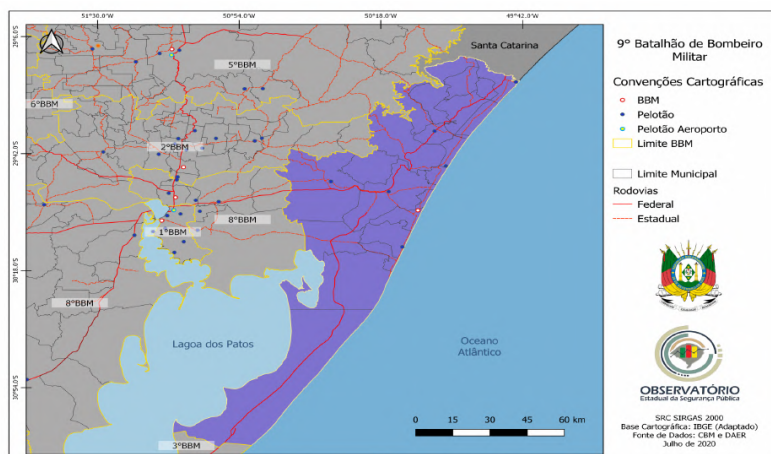 51°30.0'S
50°54.0'S
50°18.0'S
49°42.0'S
29°6.0'S
Santa Catarina
5°BBM
6°BBM
2°BBM
29°42.0'S
8°BBM
1°BBM
30°18.0'S
8°BBM
Lagoa dos Patos
Oceano
Atlântico
30°54.0'S
3°BBM
0 15 30 45 60 km
9° Batalhão de Bombeiro
Militar
Convenções Cartográficas
BBM
Pelotão
Pelotão Aeroporto
Limite BBM
Limite Municipal
Rodovias
Federal
Estadual
OBSERVATÓRIO
Estadual da Segurança Pública
SRC SIRGAS 2000
Base Cartográfica: IBGE (Adaptado)
Fonte de Dados: CBM e DAER
Julho de 2020